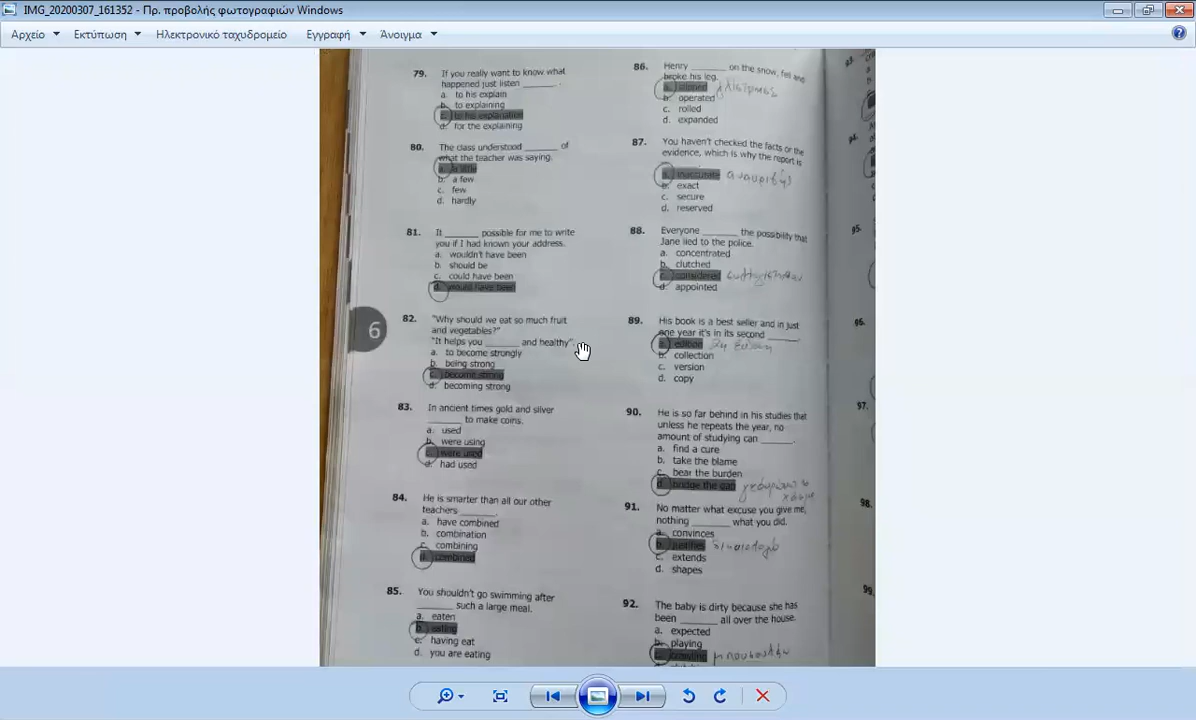 IMG_20200307_161352 - Πρ. προβολής φωτογραφιών Windows
Αρχείο Εκτύπωση Ηλεκτρονικό ταχυδρομείο Εγγραφή Άνοιγμα
79. If you really want to know what
happened just listen ______ .
a. to his explain
b. to explaining
c. to his explanation
d. for the explaining
80. The class understood ______ of
what the teacher was saying.
a. a little
b. a few
c. few
d. hardly
81. It ______ possible for me to write
you if I had known your address.
a. wouldn't have been
b. should be
c. could have been
d. would have been
82. "Why should we eat so much fruit
and vegetables?"
"It helps you ______ and healthy".
a. to become strongly
b. being strong
c. become strong
d. becoming strong
6
83. In ancient times gold and silver
______ to make coins.
a. used
b. were using
c. were used
d. had used
84. He is smarter than all our other
teachers ______.
a. have combined
b. combination
c. combining
d. combined
85. You shouldn't go swimming after
______ such a large meal.
a. eaten
b. eating
c. having eat
d. you are eating
86. Henry ______ on the snow, fell and
broke his leg.
a. slipped
b. operated
c. rolled
d. expanded
87. You haven't checked the facts or the
evidence, which is why the report is
a. inaccurate
b. exact
c. secure
d. reserved
88. Everyone ______ the possibility that
Jane lied to the police.
a. concentrated
b. clutched
c. considered
d. appointed
89. His book is a best seller and in just
one year it's in its second ______.
a. edition
b. collection
c. version
d. copy
90. He is so far behind in his studies that
unless he repeats the year, no
amount of studying can ______.
a. find a cure
b. take the blame
c. bear the burden
d. bridge the gap
91. No matter what excuse you give me,
nothing ______ what you did.
a. convinces
b. justifies
c. extends
d. shapes
92. The baby is dirty because she has
been ______ all over the house.
a. expected
b. playing
c. crawling μπουσουλάω
95.
96.
97.
98.
99.